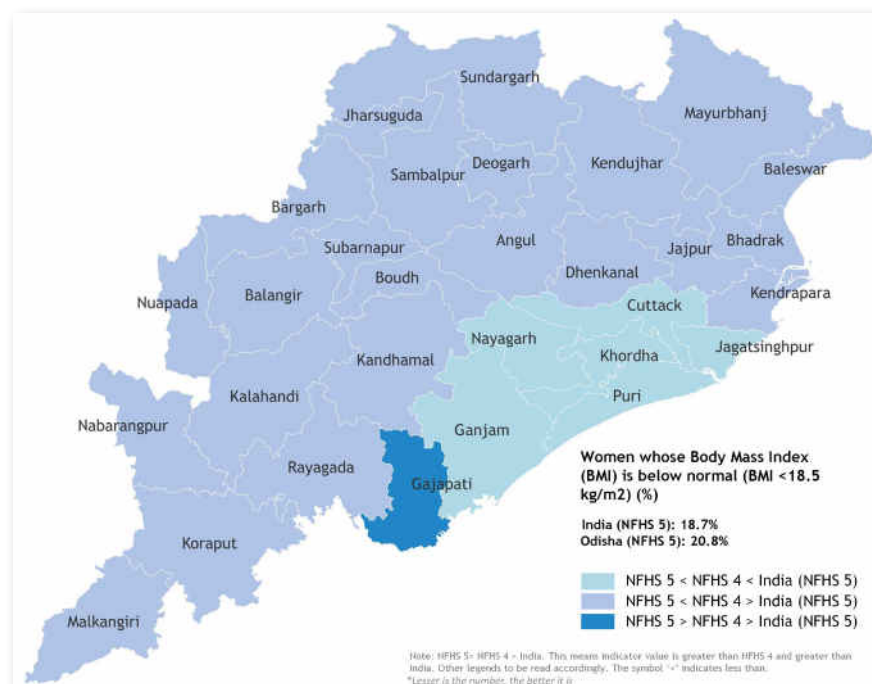 Sundargarh
Mayurbhanj
Jharsuguda
Deogarh
Kendujhar
Sambalpur
Baleswar
Bargarh
Angul
Subarnapur
Jajpur
Bhadrak
Boudh
Dhenkanal
Nuapada
Balangir
Kendrapara
Cuttack
Nayagarh
Jagatsinghpur
Khordha
Kandhamal
Kalahandi
Puri
Nabarangpur
Ganjam
Rayagada
Gajapati
Koraput
Malkangiri
Women whose Body Mass Index
(BMI) is below normal (BMI <18.5
kg/m2) (%)
India (NFHS 5): 18.7%
Odisha (NFHS 5): 20.8%
NFHS 5 < NFHS 4 < India (NFHS 5)
NFHS 5 < NFHS 4 > India (NFHS 5)
NFHS 5 > NFHS 4 > India (NFHS 5)
Note: NFHS 5> NFHS 4 > India. This means indicator value is greater than NFHS 4 and greater than
India. Other legends to be read accordingly. The symbol '<' indicates less than.
*Lesser is the number, the better it is